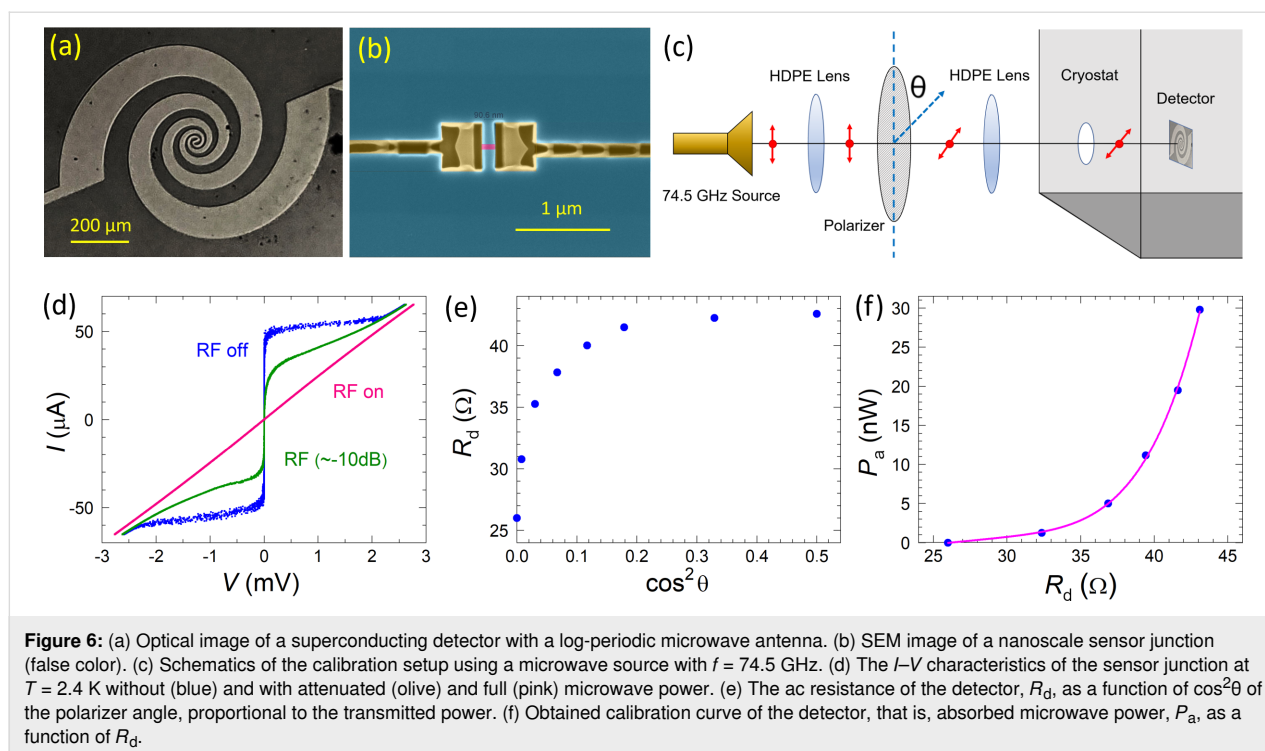 (a)
200 μm
(b)
90.6 nm
1 μm
(c)
HDPE Lens
θ
HDPE Lens
Cryostat
Detector
74.5 GHz Source
Polarizer
(d)
RF off
RF on
RF (~-10dB)
50
0
-50
I (μA)
-3 -2 -1 0 1 2 3
V (mV)
(e)
40
35
30
25
R_d (Ω)
0.0 0.1 0.2 0.3 0.4 0.5
cos²θ
(f)
30
25
20
15
10
5
0
P_a (nW)
25 30 35 40 45
R_d (Ω)
Figure 6: (a) Optical image of a superconducting detector with a log-periodic microwave antenna. (b) SEM image of a nanoscale sensor junction
(false color). (c) Schematics of the calibration setup using a microwave source with f = 74.5 GHz. (d) The I–V characteristics of the sensor junction at
T = 2.4 K without (blue) and with attenuated (olive) and full (pink) microwave power. (e) The ac resistance of the detector, R_d, as a function of cos²θ of
the polarizer angle, proportional to the transmitted power. (f) Obtained calibration curve of the detector, that is, absorbed microwave power, P_a, as a
function of R_d.